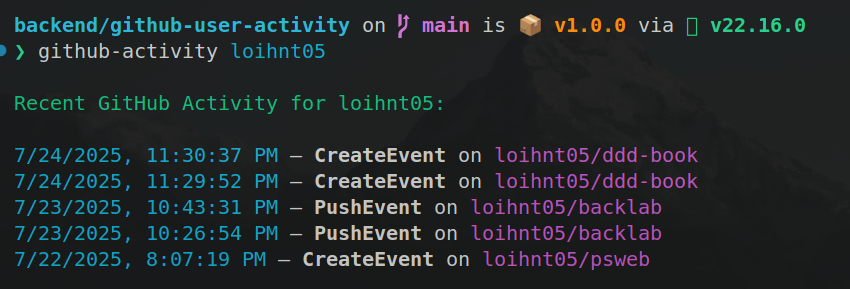 backend/github-user-activity on main is 📦 v1.0.0 via v22.16.0
❯ github-activity loihnt05
Recent GitHub Activity for loihnt05:
7/24/2025, 11:30:37 PM — CreateEvent on loihnt05/ddd-book
7/24/2025, 11:29:52 PM — CreateEvent on loihnt05/ddd-book
7/23/2025, 10:43:31 PM — PushEvent on loihnt05/backlab
7/23/2025, 10:26:54 PM — PushEvent on loihnt05/backlab
7/22/2025, 8:07:19 PM — CreateEvent on loihnt05/psweb